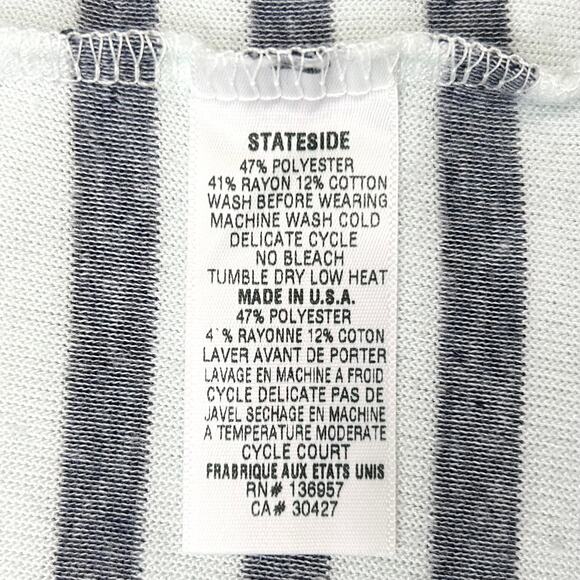 STATESIDE
47% POLYESTER
41% RAYON 12% COTTON
WASH BEFORE WEARING
MACHINE WASH COLD
DELICATE CYCLE
NO BLEACH
TUMBLE DRY LOW HEAT
MADE IN U.S.A.
47% POLYESTER
41% RAYONNE 12% COTON
LAVER AVANT DE PORTER
LAVAGE EN MACHINE A FROID
CYCLE DELICATE PAS DE
JAVEL SECHAGE EN MACHINE
A TEMPERATURE MODERATE
CYCLE COURT
FRABRIQUE AUX ETATS UNIS
RN# 136957
CA# 30427